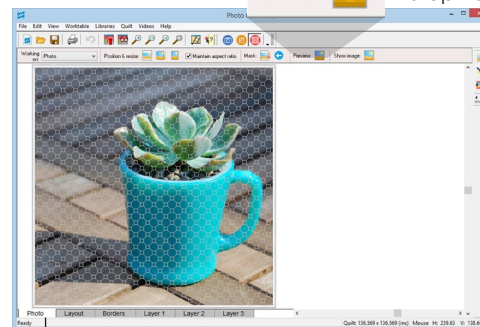 Photo
File Edit View Worktable Libraries Quilt Videos Help
Working on: Photo Position & resize: Maintain aspect ratio Mask: Preview: Show image:
Photo Layout Borders Layer 1 Layer 2 Layer 3
Ready Quilt: 136.569 x 136.569 (ins) Mouse H: 239.63 V: 138.6